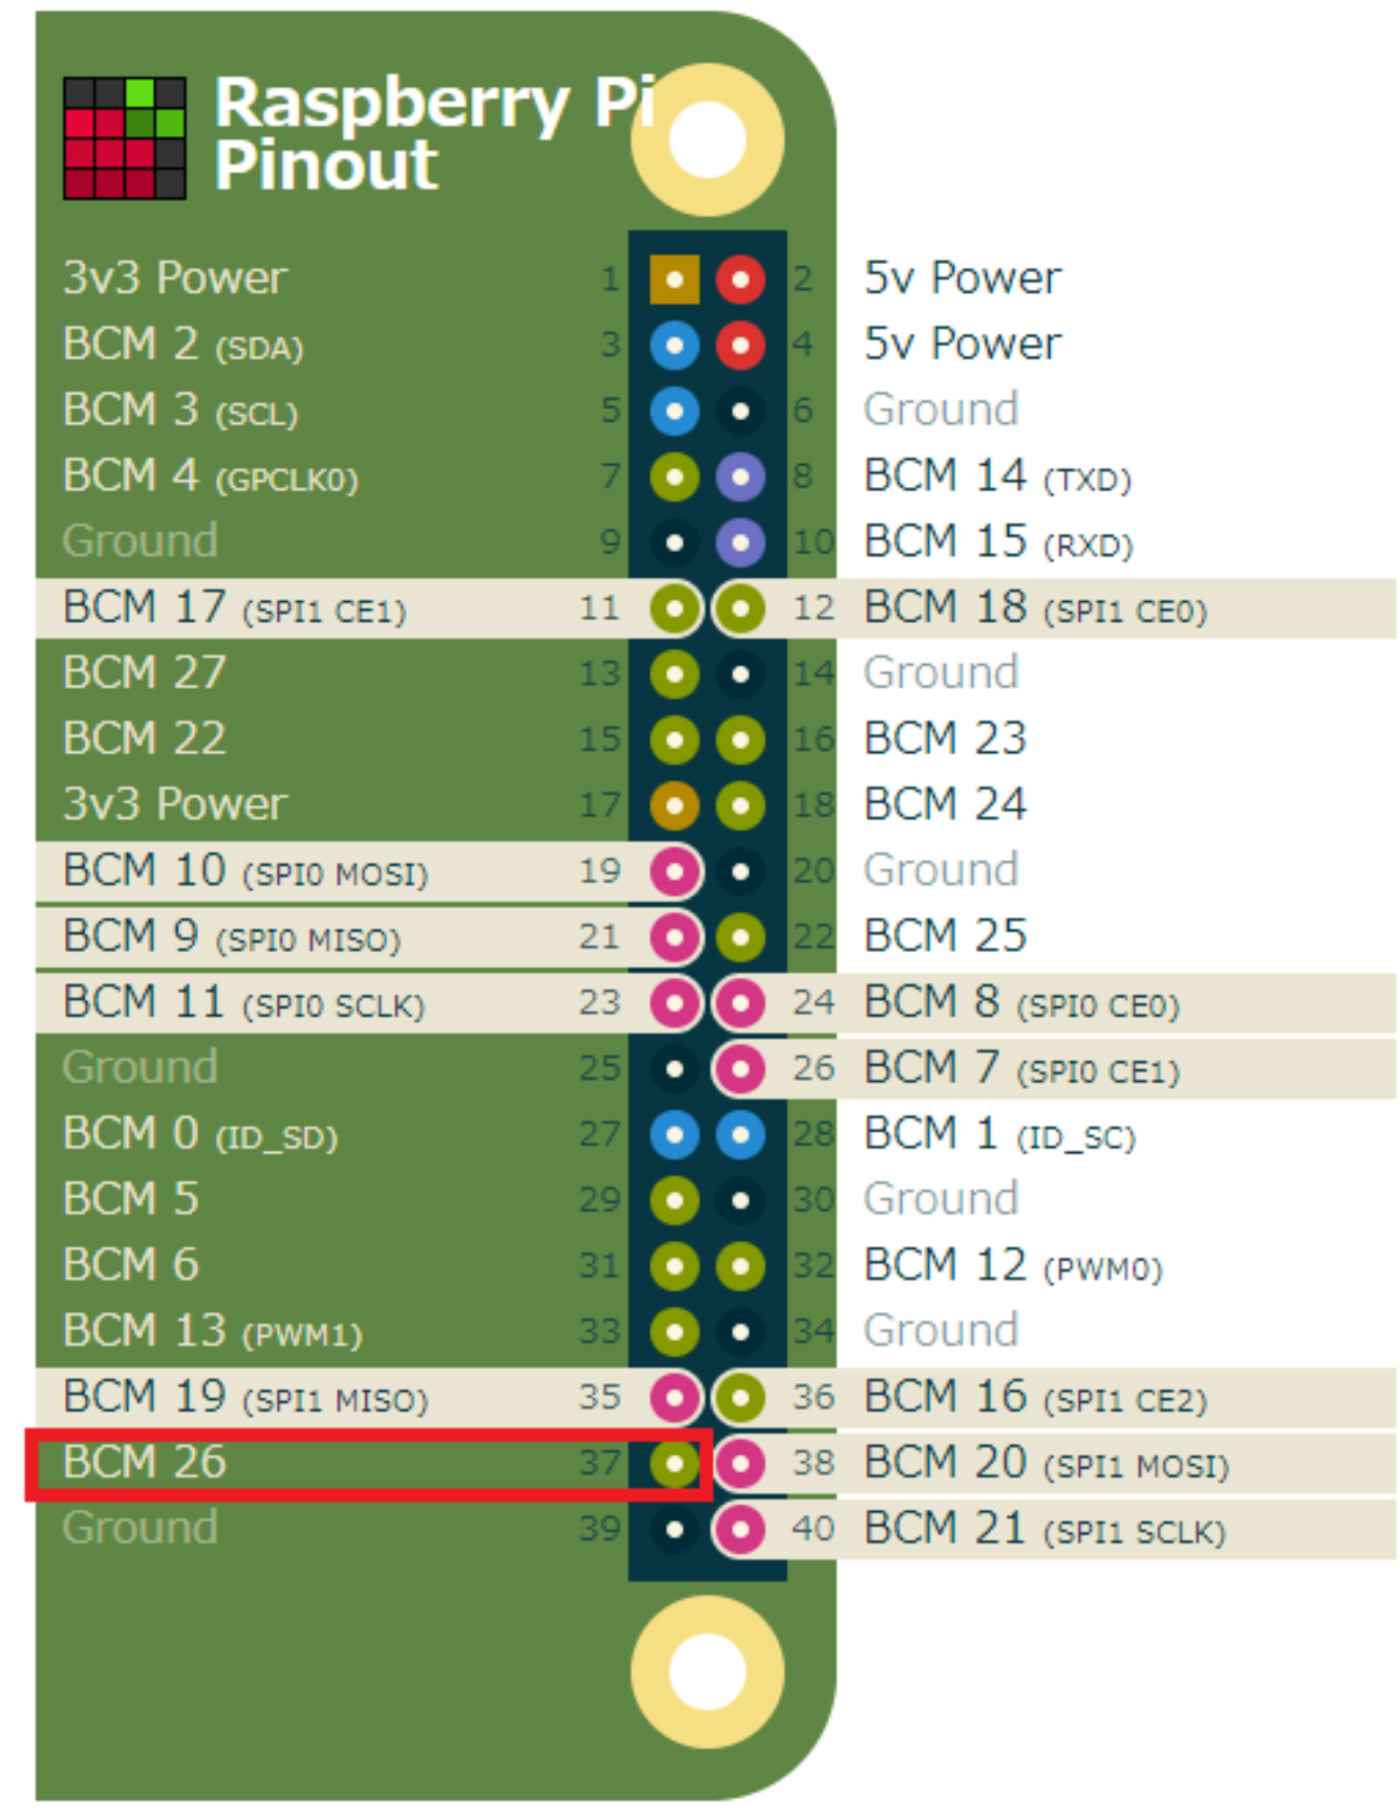 Raspberry Pi
Pinout
3v3 Power 1 2 5v Power
BCM 2 (SDA) 3 4 5v Power
BCM 3 (SCL) 5 6 Ground
BCM 4 (GPCLK0) 7 8 BCM 14 (TXD)
Ground 9 10 BCM 15 (RXD)
BCM 17 (SPI1 CE1) 11 12 BCM 18 (SPI1 CE0)
BCM 27 13 14 Ground
BCM 22 15 16 BCM 23
3v3 Power 17 18 BCM 24
BCM 10 (SPI0 MOSI) 19 20 Ground
BCM 9 (SPI0 MISO) 21 22 BCM 25
BCM 11 (SPI0 SCLK) 23 24 BCM 8 (SPI0 CE0)
Ground 25 26 BCM 7 (SPI0 CE1)
BCM 0 (ID_SD) 27 28 BCM 1 (ID_SC)
BCM 5 29 30 Ground
BCM 6 31 32 BCM 12 (PWM0)
BCM 13 (PWM1) 33 34 Ground
BCM 19 (SPI1 MISO) 35 36 BCM 16 (SPI1 CE2)
BCM 26 37 38 BCM 20 (SPI1 MOSI)
Ground 39 40 BCM 21 (SPI1 SCLK)